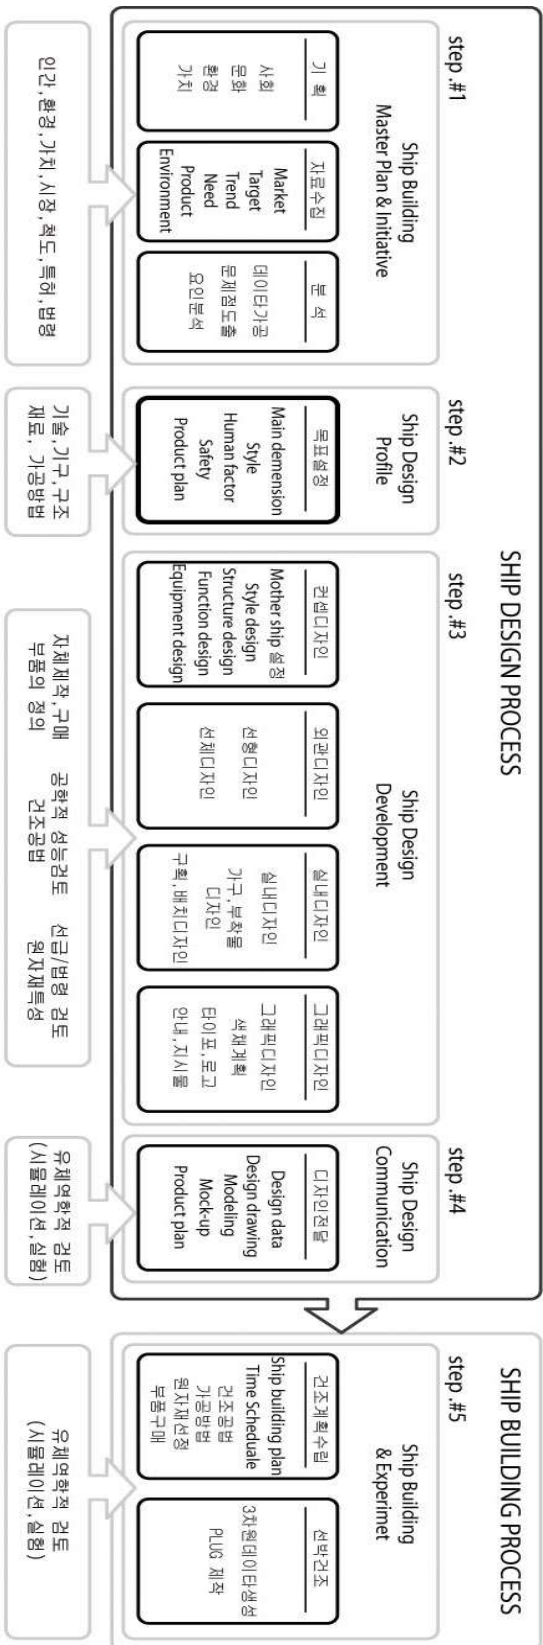 SHIP DESIGN PROCESS
step .#1
Ship Building
Master Plan & Initiative
기 획
사회
문화
환경
가치
자료수집
Market
Target
Trend
Need
Product
Environment
분 석
데이타가공
문제점도출
요인분석
인간,환경,가치,시장,척도,특허,법령
step .#2
Ship Design
Profile
목표설정
Main demension
Style
Human factor
Safety
Product plan
기술,기구,구조
재료, 가공방법
step .#3
Ship Design
Development
컨셉디자인
Mother ship 설정
Style design
Structure design
Function design
Equipment design
외관디자인
선형디자인
선체디자인
실내디자인
실내디자인
가구,부착물
디자인
구획,배치디자인
그래픽디자인
그래픽디자인
색채계획
타이포,로고
안내,지시물
자체제작,구매
부품의 정의
공학적 성능검토
건조공법
선급/법령 검토
원자재특성
step .#4
Ship Design
Communication
디자인전달
Design data
Design drawing
Modeling
Mock-up
Product plan
유체역학적 검토
(시뮬레이션,실험)
SHIP BUILDING PROCESS
step .#5
Ship Building
& Experimet
건조계획수립
Ship building plan
Time Scheduale
건조공법
가공방법
원자재선정
부품구매
선박건조
3차원데이타생성
PLUG 제작
유체역학적 검토
(시뮬레이션,실험)